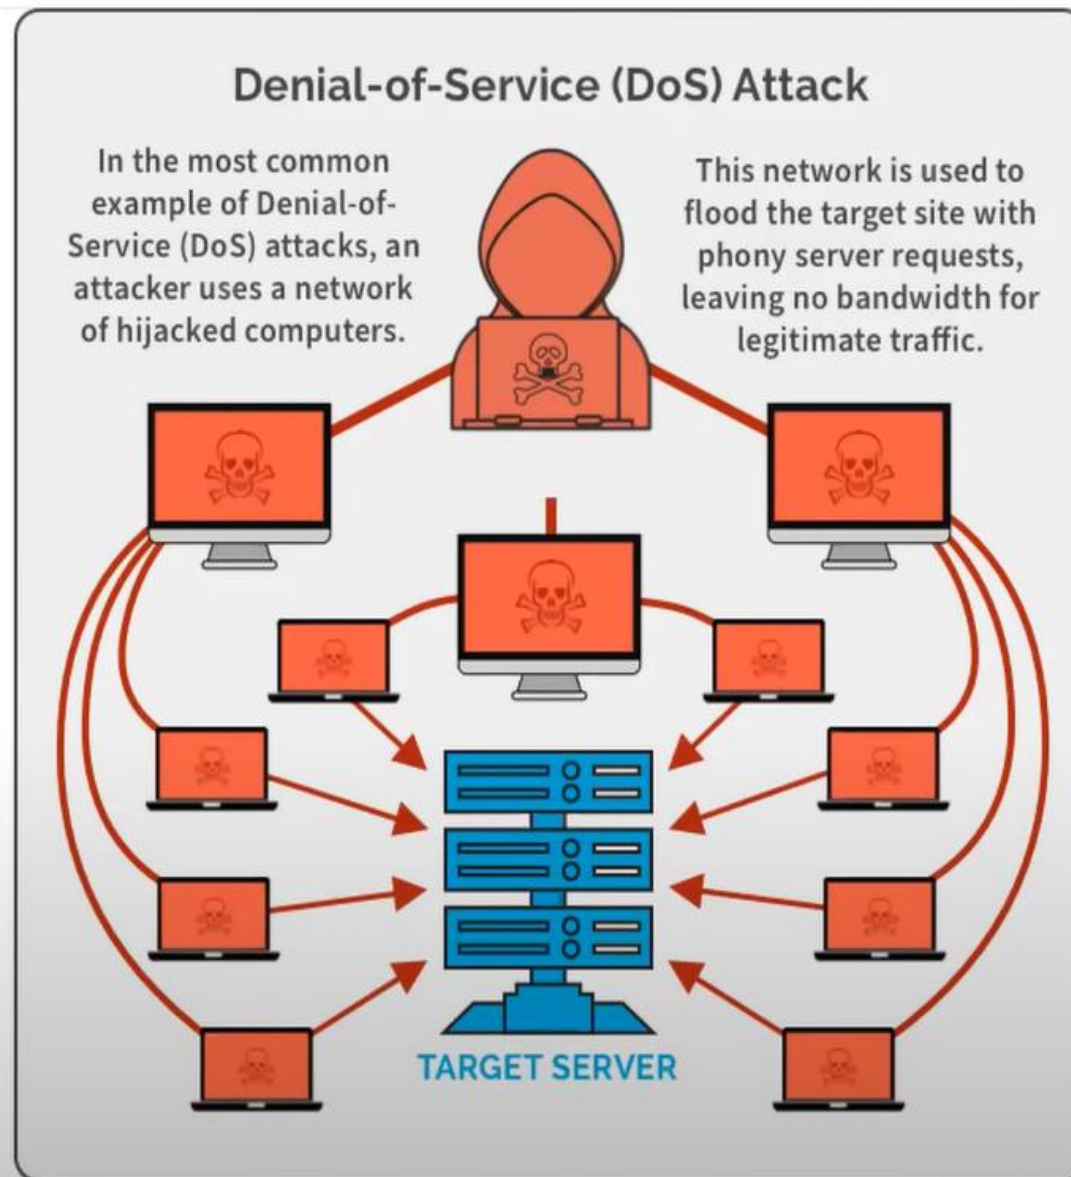 Denial-of-Service (DoS) Attack
In the most common
example of Denial-of-
Service (DoS) attacks, an
attacker uses a network
of hijacked computers.
This network is used to
flood the target site with
phony server requests,
leaving no bandwidth for
legitimate traffic.
TARGET SERVER